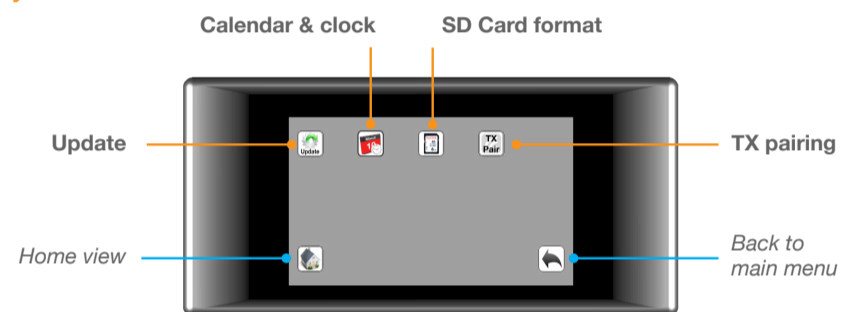 Calendar & clock
SD Card format
Update
TX pairing
Update
TX
Pair
Home view
Back to
main menu